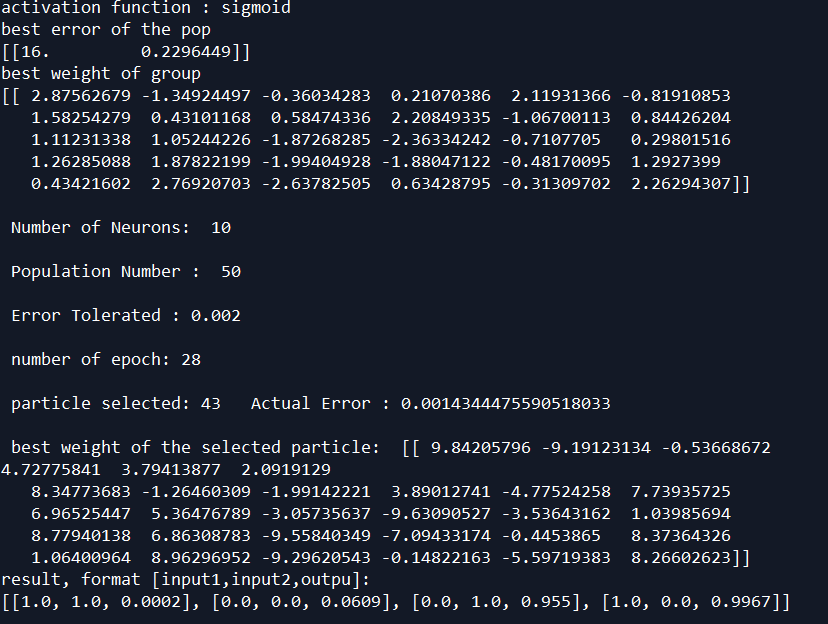 activation function : sigmoid
best error of the pop
[[16.         0.2296449]]
best weight of group
[[ 2.87562679 -1.34924497 -0.36034283  0.21070386  2.11931366 -0.81910853
   1.58254279  0.43101168  0.58474336  2.20849335 -1.06700113  0.84426204
   1.11231338  1.05244226 -1.87268285 -2.36334242 -0.7107705   0.29801516
   1.26285088  1.87822199 -1.99404928 -1.88047122 -0.48170095  1.2927399
   0.43421602  2.76920703 -2.63782505  0.63428795 -0.31309702  2.26294307]]
Number of Neurons:  10
Population Number :  50
Error Tolerated : 0.002
number of epoch: 28
particle selected: 43   Actual Error : 0.0014344475590518033
best weight of the selected particle:  [[ 9.84205796 -9.19123134 -0.53668672
4.72775841  3.79413877  2.0919129
   8.34773683 -1.26460309 -1.99142221  3.89012741 -4.77524258  7.73935725
   6.96525447  5.36476789 -3.05735637 -9.63090527 -3.53643162  1.03985694
   8.77940138  6.86308783 -9.55840349 -7.09433174 -0.4453865   8.37364326
   1.06400964  8.96296952 -9.29620543 -0.14822163 -5.59719383  8.26602623]]
result, format [input1,input2,outpu]:
[[1.0, 1.0, 0.0002], [0.0, 0.0, 0.0609], [0.0, 1.0, 0.955], [1.0, 0.0, 0.9967]]